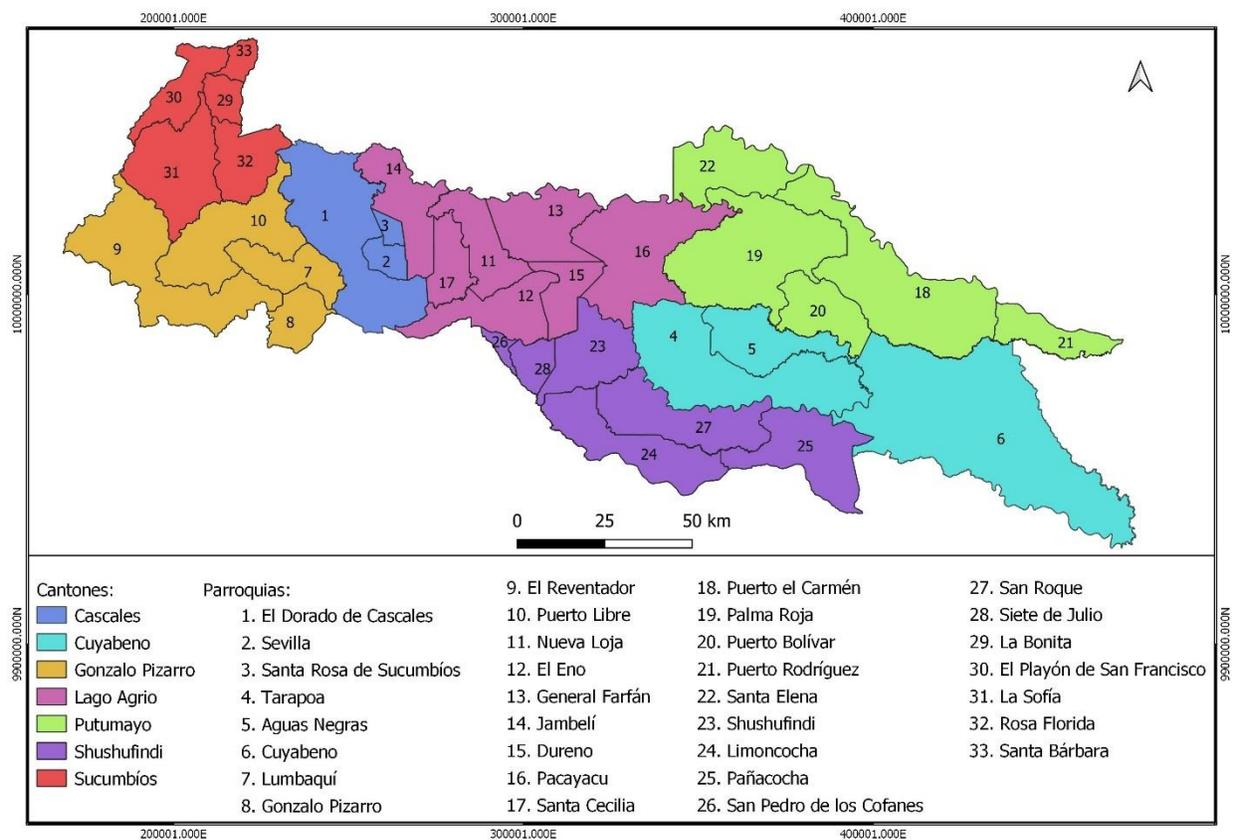 200001.000E 300001.000E 400001.000E
33
30 29
31 32
22
14
13
1 3 10
9 16 19
2 11 15
7 17 12 18
8 20
21
4 5
26 28 23
27
24 25 6
10000000.000N 10000000.000N
0 25 50 km
Cantones:
Cascales
Cuyabeno
Gonzalo Pizarro
Lago Agrio
Putumayo
Shushufindi
Sucumbíos
Parroquias:
1. El Dorado de Cascales
2. Sevilla
3. Santa Rosa de Sucumbíos
4. Tarapoa
5. Aguas Negras
6. Cuyabeno
7. Lumbaquí
8. Gonzalo Pizarro
9. El Reventador
10. Puerto Libre
11. Nueva Loja
12. El Eno
13. General Farfán
14. Jambelí
15. Dureno
16. Pacayacu
17. Santa Cecilia
18. Puerto el Carmén
19. Palma Roja
20. Puerto Bolívar
21. Puerto Rodríguez
22. Santa Elena
23. Shushufindi
24. Limoncocha
25. Pañacocha
26. San Pedro de los Cofanes
27. San Roque
28. Siete de Julio
29. La Bonita
30. El Playón de San Francisco
31. La Sofía
32. Rosa Florida
33. Santa Bárbara
9900000.000N 9900000.000N
200001.000E 300001.000E 400001.000E